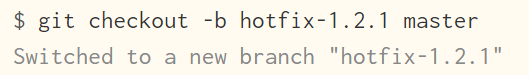 $ git checkout -b hotfix-1.2.1 master
Switched to a new branch "hotfix-1.2.1"